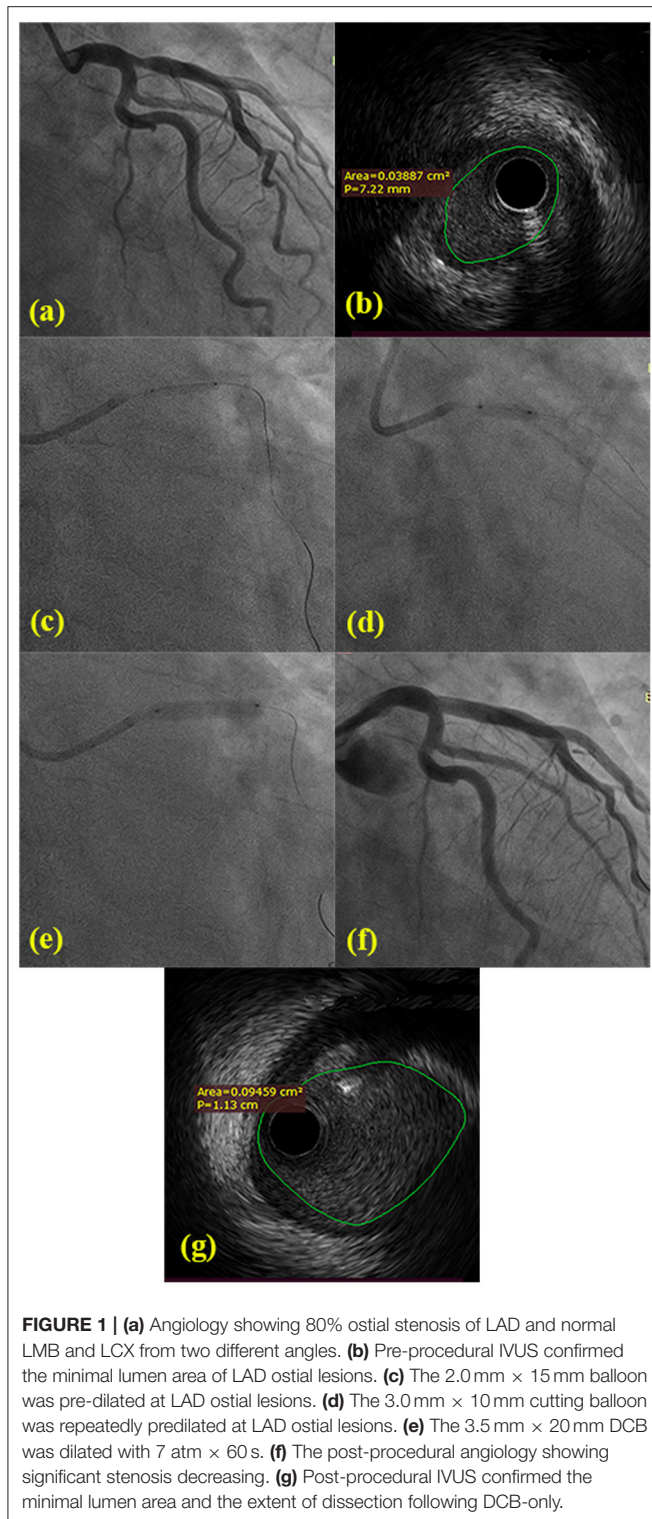 (a)
Area=0.03887 cm²
P=7.22 mm
(b)
(c)
(d)
(e)
(f)
Area=0.09459 cm²
P=1.13 cm
(g)
FIGURE 1 | (a) Angiology showing 80% ostial stenosis of LAD and normal
LMB and LCX from two different angles. (b) Pre-procedural IVUS confirmed
the minimal lumen area of LAD ostial lesions. (c) The 2.0 mm × 15 mm balloon
was pre-dilated at LAD ostial lesions. (d) The 3.0 mm × 10 mm cutting balloon
was repeatedly predilated at LAD ostial lesions. (e) The 3.5 mm × 20 mm DCB
was dilated with 7 atm × 60 s. (f) The post-procedural angiology showing
significant stenosis decreasing. (g) Post-procedural IVUS confirmed the
minimal lumen area and the extent of dissection following DCB-only.